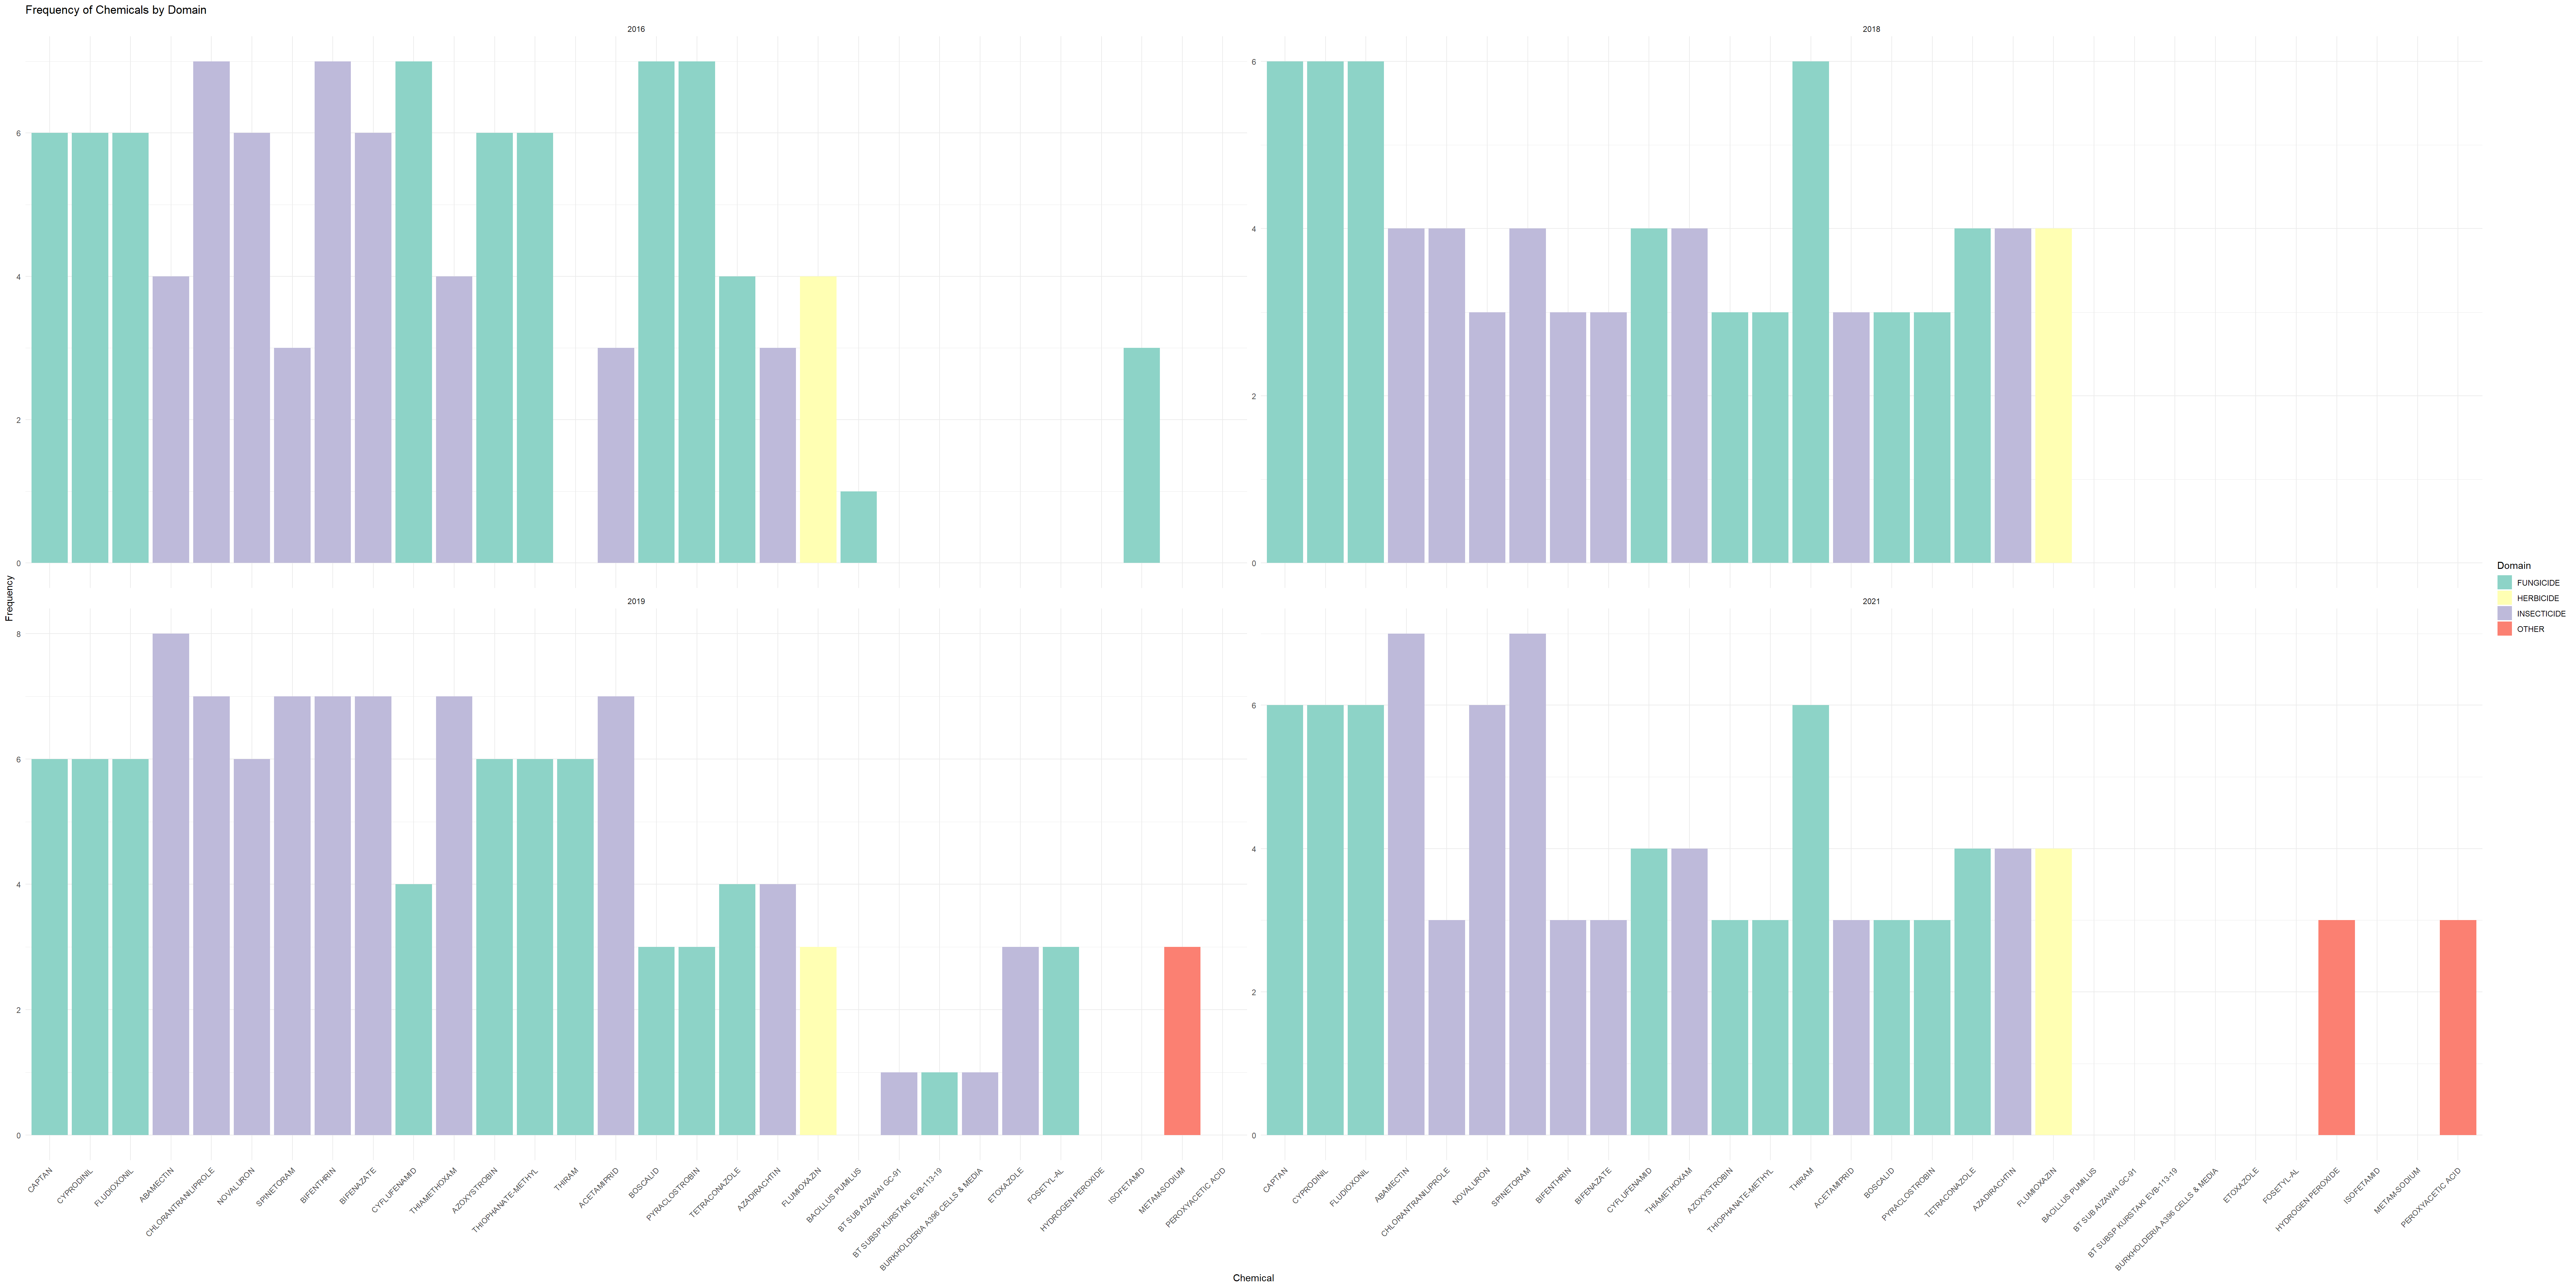 Frequency of Chemicals by Domain
2016
2018
6
4
2
0
6
4
2
0
Frequency
2019
2021
8
6
4
2
0
6
4
2
0
Domain
FUNGICIDE
HERBICIDE
INSECTICIDE
OTHER
CAPTAN
CYPRODINIL
FLUDIOXONIL
ABAMECTIN
CHLORANTRANILIPROLE
NOVALURON
SPINETORAM
BIFENTHRIN
BIFENAZATE
CYFLUFENAMID
THIAMETHOXAM
AZOXYSTROBIN
THIOPHANATE-METHYL
THIRAM
ACETAMIPRID
BOSCALID
PYRACLOSTROBIN
TETRACONAZOLE
AZADIRACHTIN
FLUMIOXAZIN
BACILLUS PUMILUS
BT SUB AIZAWAI GC-91
BT SUBSP KURSTAKI EVB-113-19
BURKHOLDERIA A396 CELLS & MEDIA
ETOXAZOLE
FOSETYL-AL
HYDROGEN PEROXIDE
ISOFETAMID
METAM-SODIUM
PEROXYACETIC ACID
CAPTAN
CYPRODINIL
FLUDIOXONIL
ABAMECTIN
CHLORANTRANILIPROLE
NOVALURON
SPINETORAM
BIFENTHRIN
BIFENAZATE
CYFLUFENAMID
THIAMETHOXAM
AZOXYSTROBIN
THIOPHANATE-METHYL
THIRAM
ACETAMIPRID
BOSCALID
PYRACLOSTROBIN
TETRACONAZOLE
AZADIRACHTIN
FLUMIOXAZIN
BACILLUS PUMILUS
BT SUB AIZAWAI GC-91
BT SUBSP KURSTAKI EVB-113-19
BURKHOLDERIA A396 CELLS & MEDIA
ETOXAZOLE
FOSETYL-AL
HYDROGEN PEROXIDE
ISOFETAMID
METAM-SODIUM
PEROXYACETIC ACID
Chemical